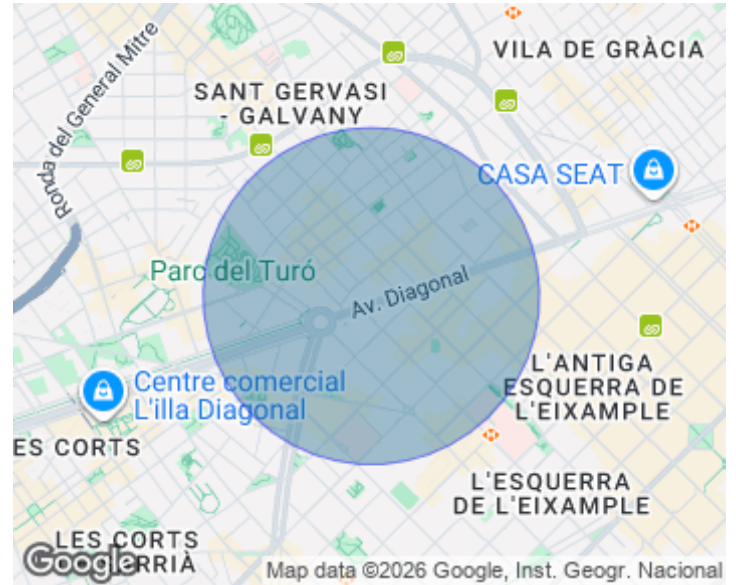 VILA DE GRÀCIA
SANT GERVASI
- GALVANY
Ronda del General Mitre
CASA SEAT
Parc del Turó
Av. Diagonal
Centre comercial
L'illa Diagonal
L'ANTIGA
ESQUERRA DE
L'EIXAMPLE
ES CORTS
L'ESQUERRA
DE L'EIXAMPLE
LES CORTS
Google
RRIÀ
Map data ©2026 Google, Inst. Geogr. Nacional